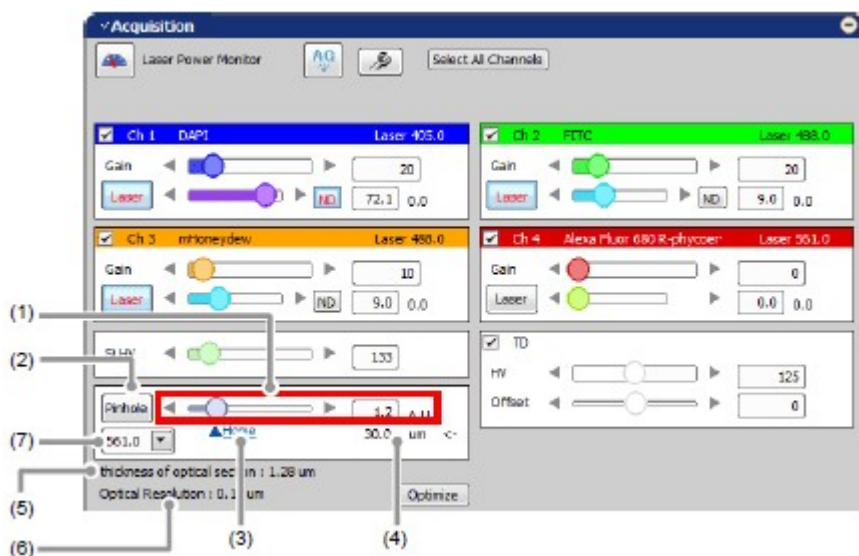 Acquisition
Laser Power Monitor
Select All Channels
Ch 1 DAPI Laser 405.0
Gain 20
Laser ND 72.1 0.0
Ch 2 FITC Laser 488.0
Gain 20
Laser ND 9.0 0.0
Ch 3 mHoneydew Laser 488.0
Gain 10
Laser ND 9.0 0.0
Ch 4 Alexa Fluor 680 R-phycoer Laser 561.0
Gain 0
Laser 0.0 0.0
133
TD
HV 125
Offset 0
Pinhole 1.2 A.U.
561.0 Home 30.0 um <-
thickness of optical section : 1.28 um
Optical Resolution : um
Optimize
(1)
(2)
(7)
(5)
(6)
(3)
(4)